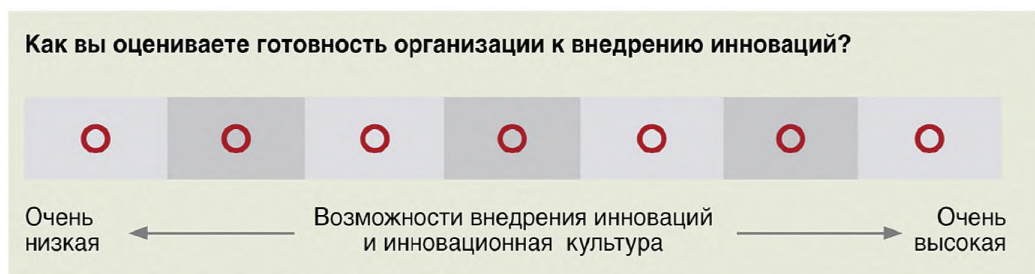 Как вы оцениваете готовность организации к внедрению инноваций?
Очень
низкая
Возможности внедрения инноваций
и инновационная культура
Очень
высокая